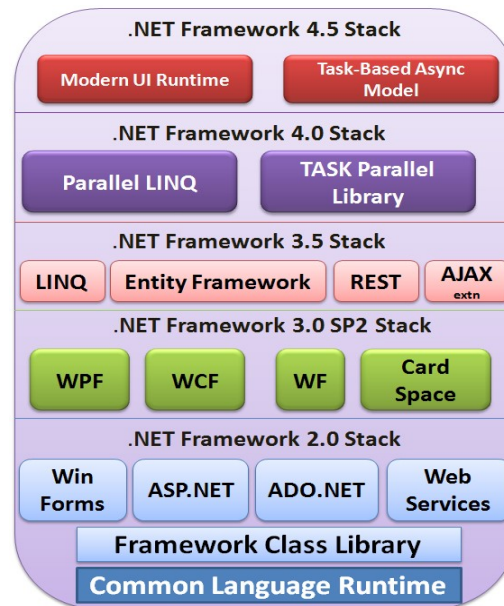 .NET Framework 4.5 Stack
Modern UI Runtime
Task-Based Async
Model
.NET Framework 4.0 Stack
Parallel LINQ
TASK Parallel
Library
.NET Framework 3.5 Stack
LINQ
Entity Framework
REST
AJAX
extn
.NET Framework 3.0 SP2 Stack
WPF
WCF
WF
Card
Space
.NET Framework 2.0 Stack
Win
Forms
ASP.NET
ADO.NET
Web
Services
Framework Class Library
Common Language Runtime